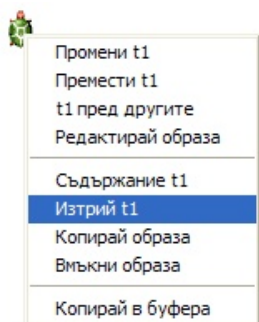 Промени t1
Премести t1
t1 пред другите
Редактирай образа
Съдържание t1
Изтрий t1
Копирай образа
Вмъкни образа
Копирай в буфера